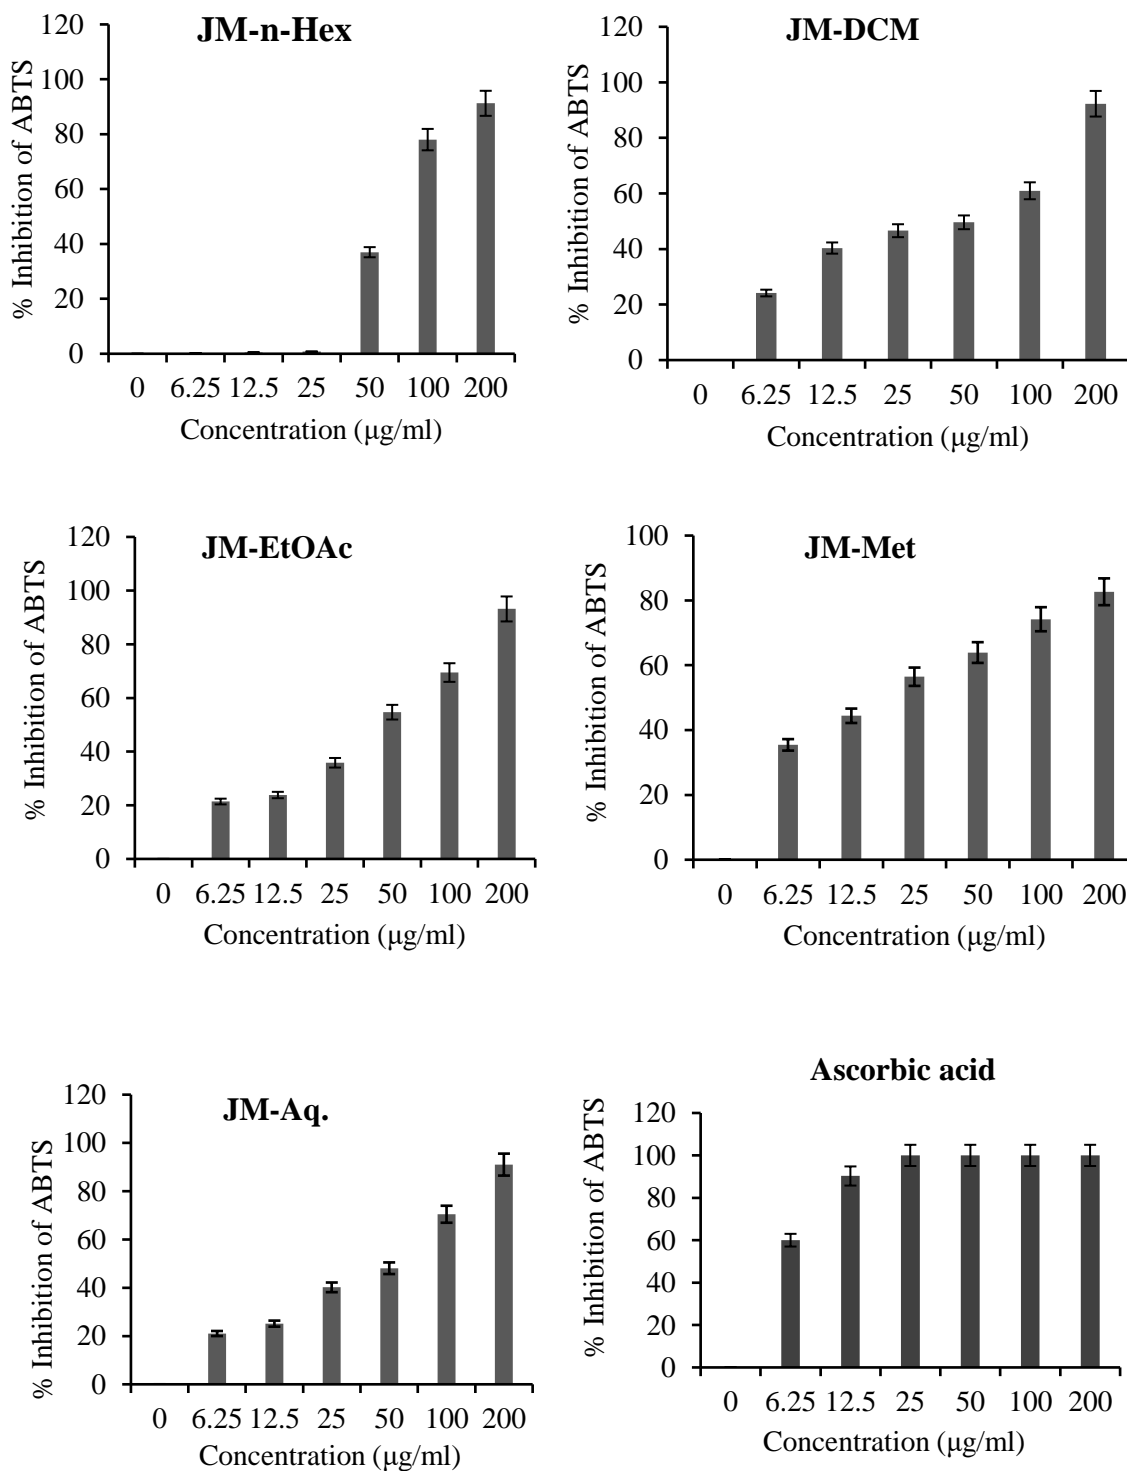 JM-n-Hex
% Inhibition of ABTS
120
100
80
60
40
20
0
0 6.25 12.5 25 50 100 200
Concentration (μg/ml)
JM-DCM
% Inhibition of ABTS
120
100
80
60
40
20
0
0 6.25 12.5 25 50 100 200
Concentration (μg/ml)
JM-EtOAc
% Inhibition of ABTS
120
100
80
60
40
20
0
0 6.25 12.5 25 50 100 200
Concentration (μg/ml)
JM-Met
% Inhibition of ABTS
100
80
60
40
20
0
0 6.25 12.5 25 50 100 200
Concentration (μg/ml)
JM-Aq.
% Inhibition of ABTS
120
100
80
60
40
20
0
0 6.25 12.5 25 50 100 200
Concentration (μg/ml)
Ascorbic acid
% Inhibition of ABTS
120
100
80
60
40
20
0
0 6.25 12.5 25 50 100 200
Concentration (μg/ml)